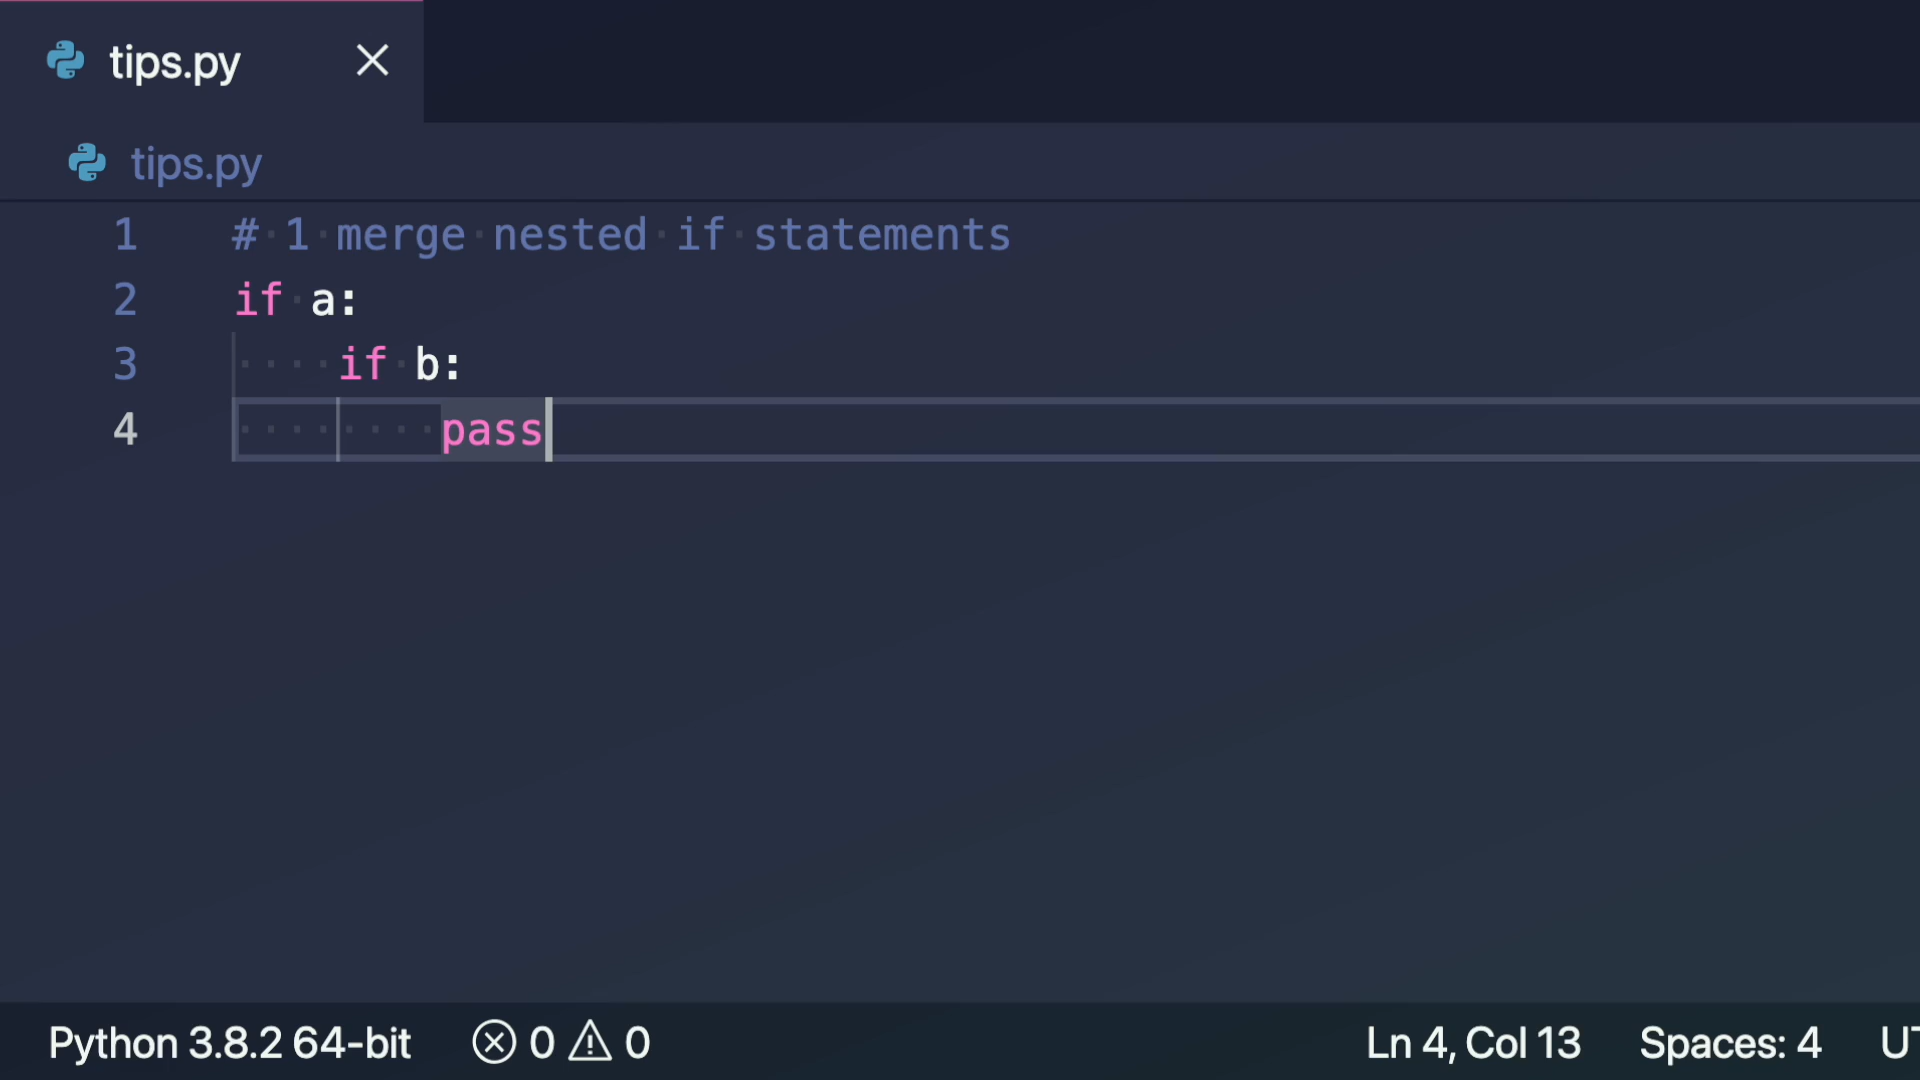 tips.py
tips.py
1 # 1 merge nested if statements
2 if a:
3     if b:
4         pass
Python 3.8.2 64-bit 0 0 Ln 4, Col 13 Spaces: 4 UT